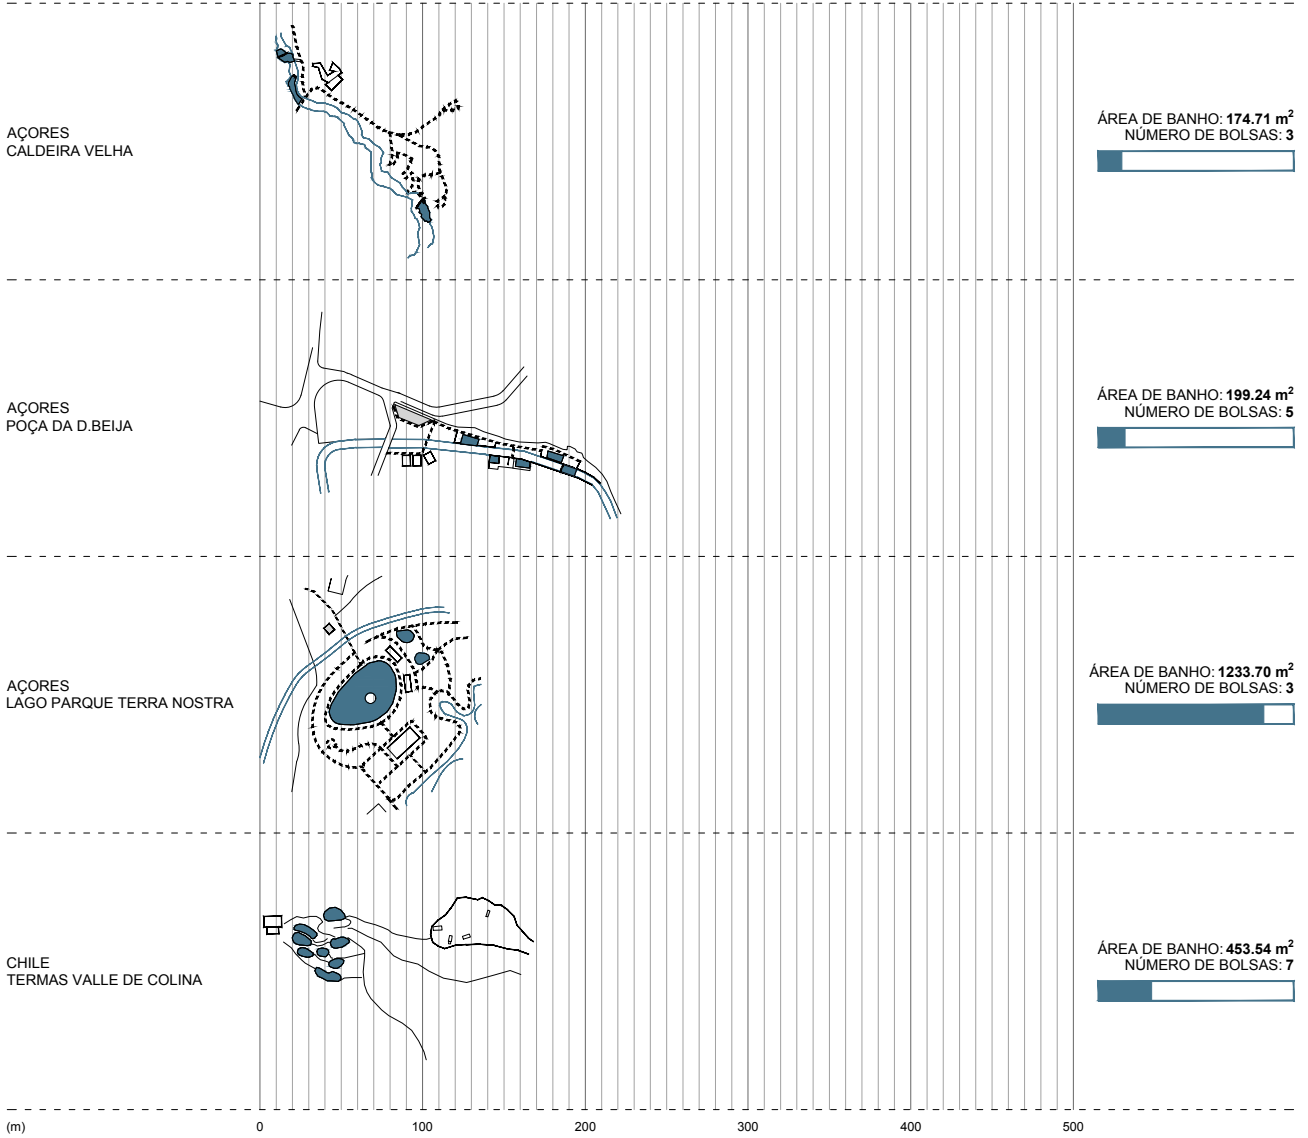 AÇORES
CALDEIRA VELHA
ÁREA DE BANHO: 174.71 m²
NÚMERO DE BOLSAS: 3
AÇORES
POÇA DA D.BEIJA
ÁREA DE BANHO: 199.24 m²
NÚMERO DE BOLSAS: 5
AÇORES
LAGO PARQUE TERRA NOSTRA
ÁREA DE BANHO: 1233.70 m²
NÚMERO DE BOLSAS: 3
CHILE
TERMAS VALLE DE COLINA
ÁREA DE BANHO: 453.54 m²
NÚMERO DE BOLSAS: 7
(m) 0 100 200 300 400 500